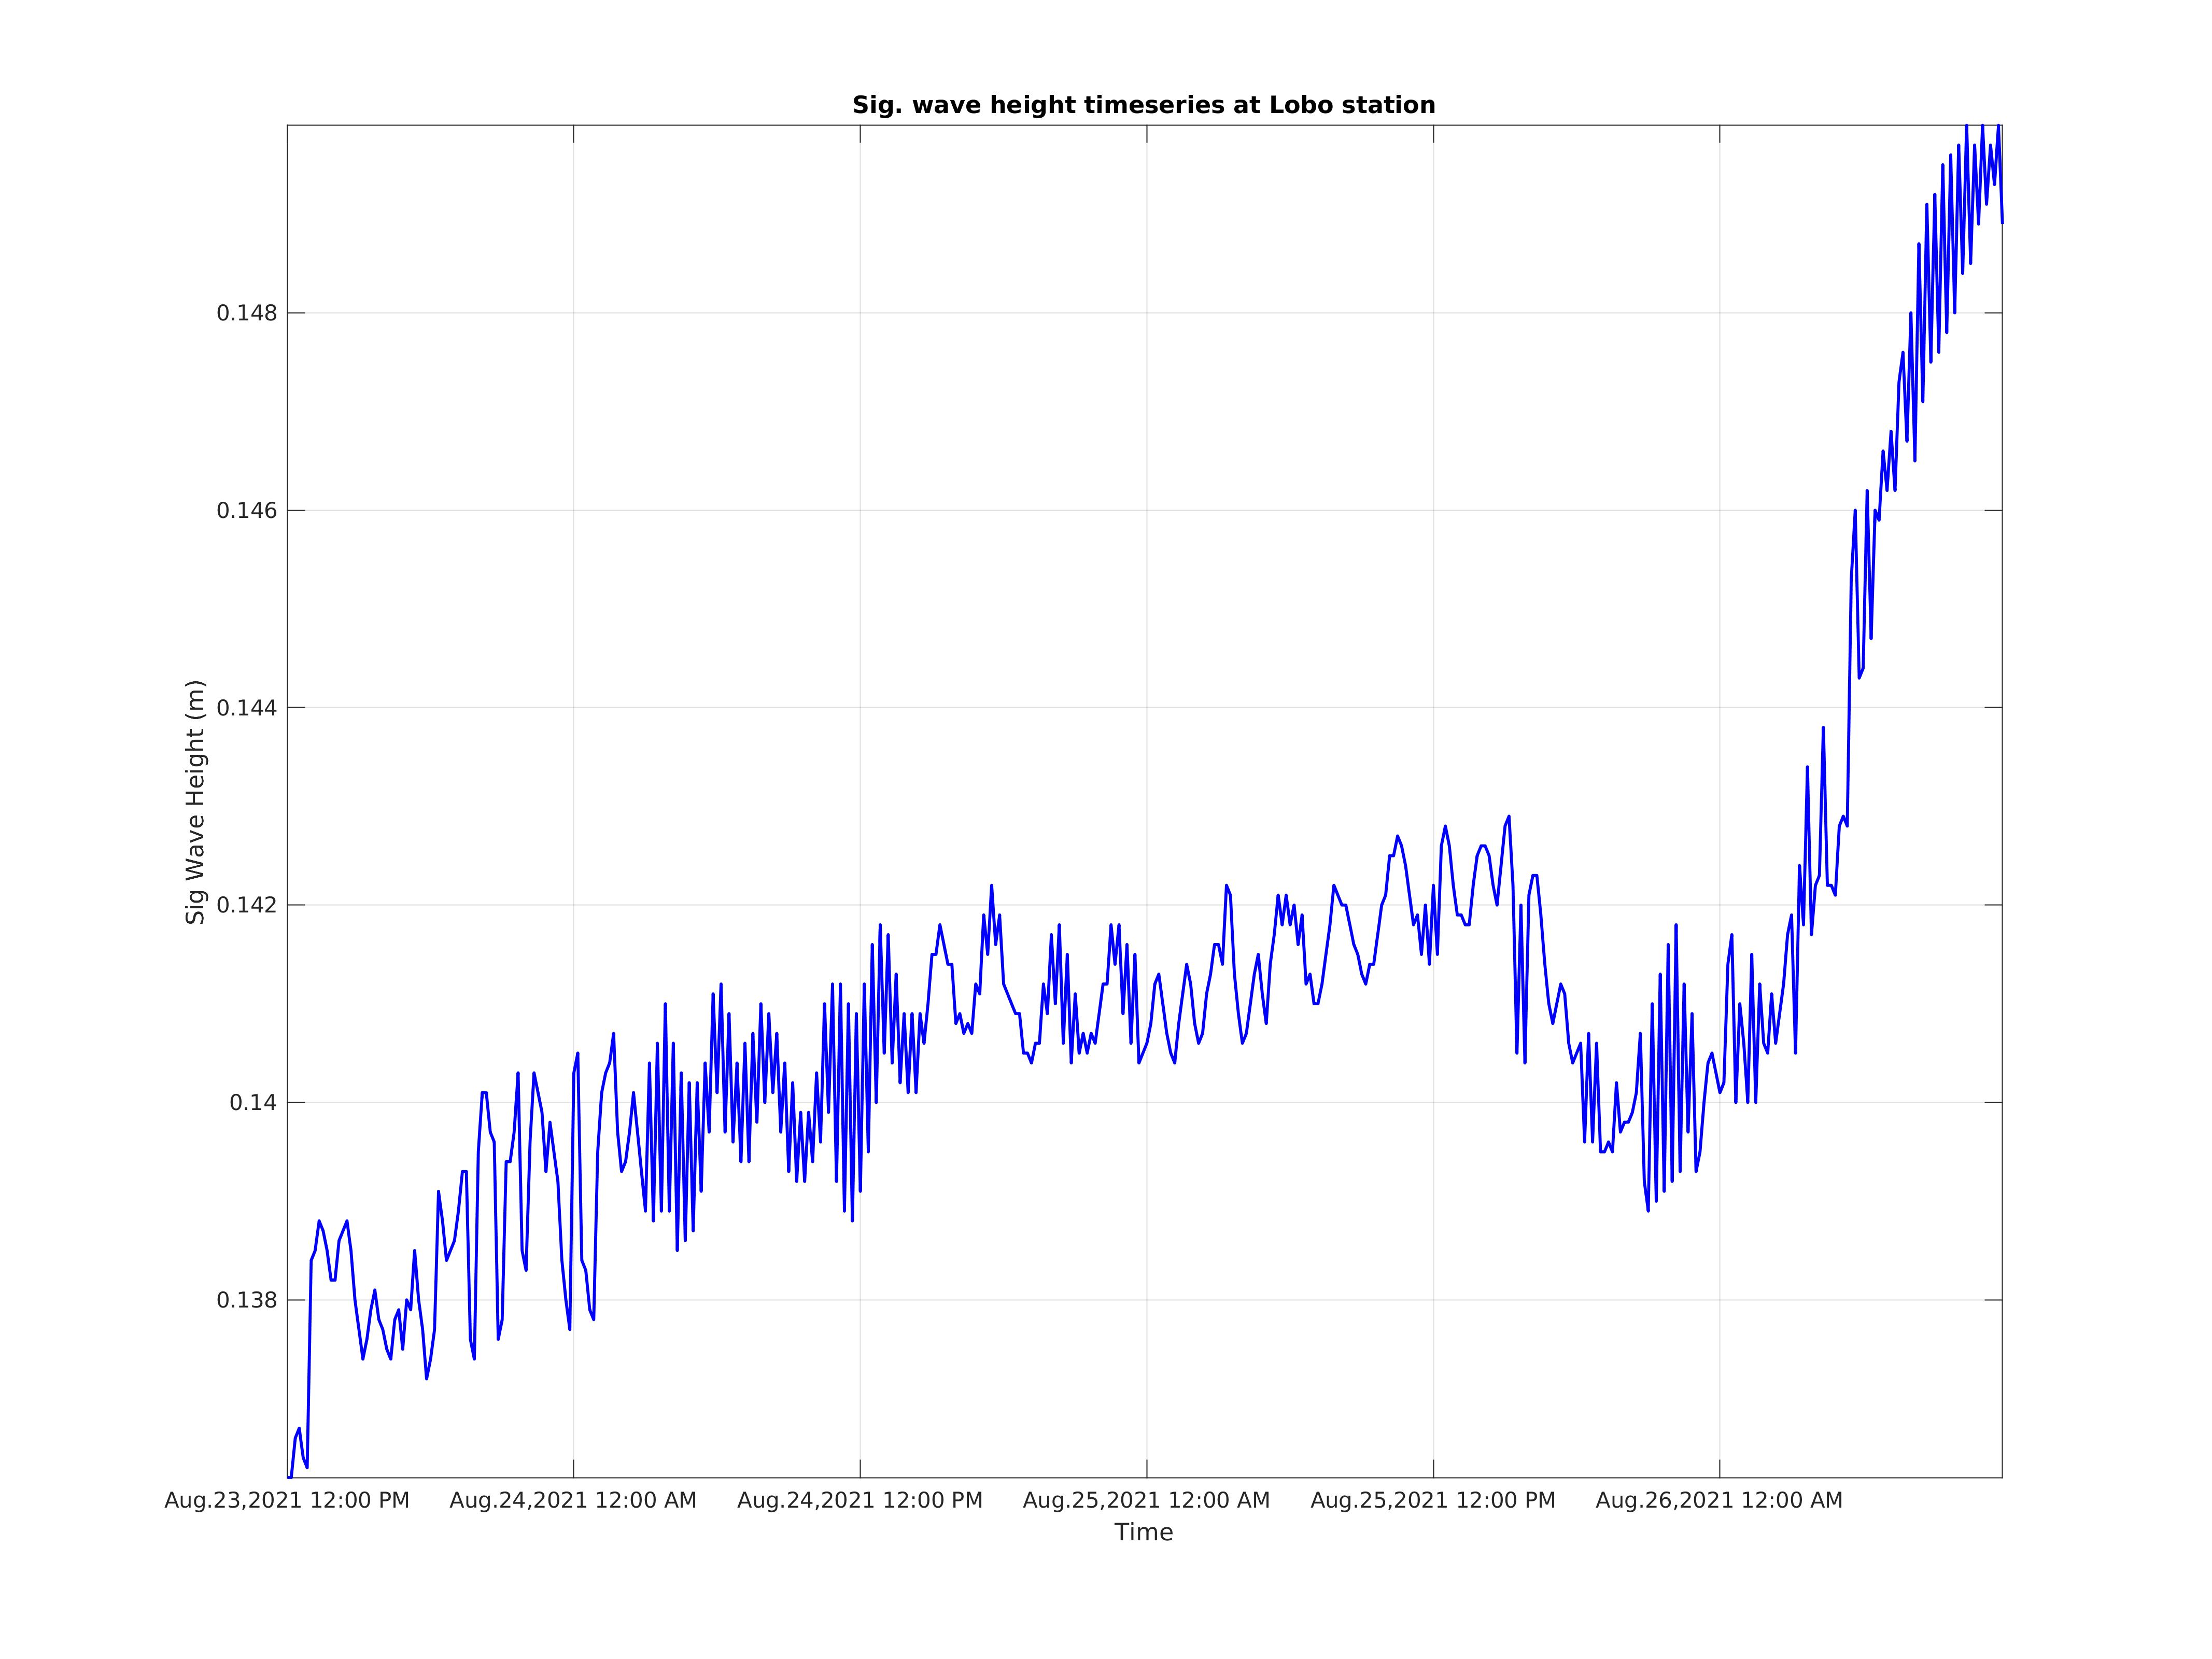 Sig. wave height timeseries at Lobo station
0.148
0.146
0.144
0.142
0.14
0.138
Sig Wave Height (m)
Aug.23,2021 12:00 PM
Aug.24,2021 12:00 AM
Aug.24,2021 12:00 PM
Aug.25,2021 12:00 AM
Aug.25,2021 12:00 PM
Aug.26,2021 12:00 AM
Time